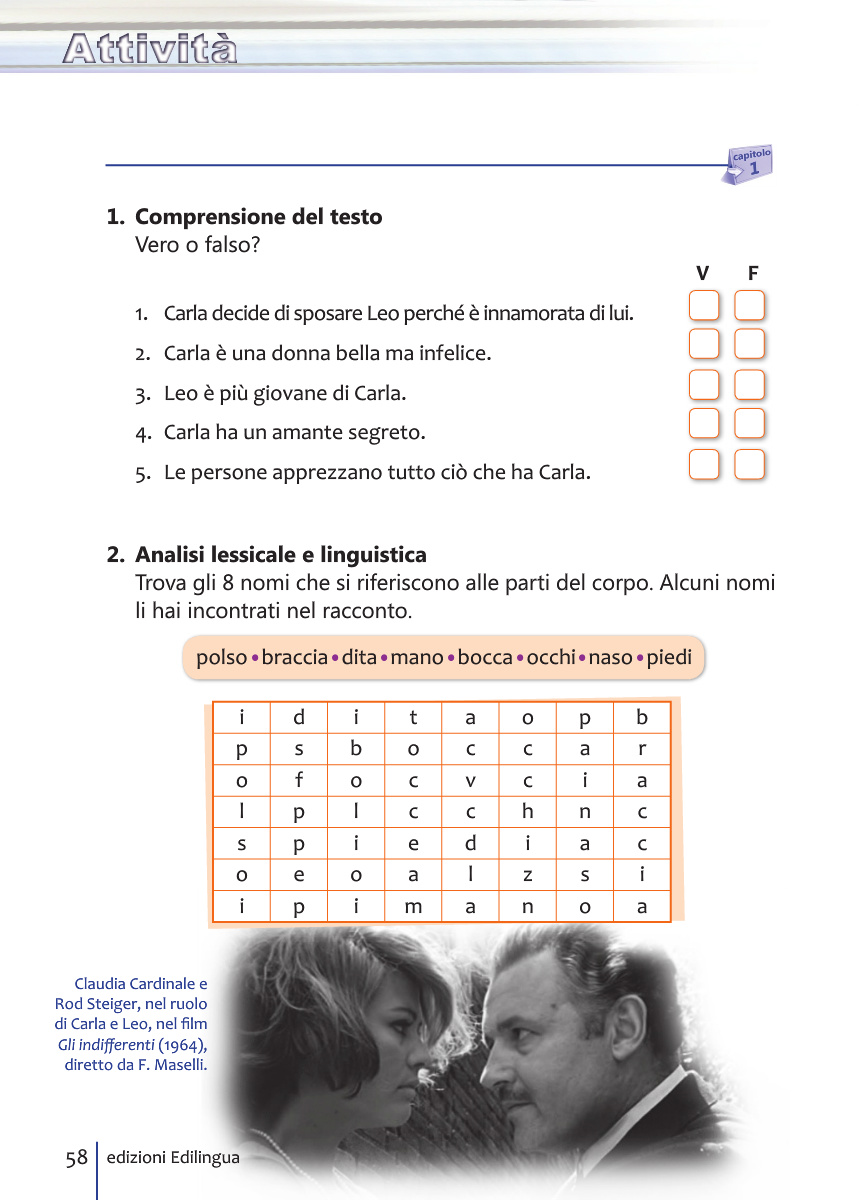 Attività
capitolo
1
1. Comprensione del testo
Vero o falso?
V F
1. Carla decide di sposare Leo perché è innamorata di lui.
2. Carla è una donna bella ma infelice.
3. Leo è più giovane di Carla.
4. Carla ha un amante segreto.
5. Le persone apprezzano tutto ciò che ha Carla.
2. Analisi lessicale e linguistica
Trova gli 8 nomi che si riferiscono alle parti del corpo. Alcuni nomi
li hai incontrati nel racconto.
polso • braccia • dita • mano • bocca • occhi • naso • piedi
i d i t a o p b
p s b o c c a r
o f o c v c i a
l p l c c h n c
s p i e d i a c
o e o a l z s i
i p i m a n o a
Claudia Cardinale e
Rod Steiger, nel ruolo
di Carla e Leo, nel film
Gli indifferenti (1964),
diretto da F. Maselli.
58 edizioni Edilingua